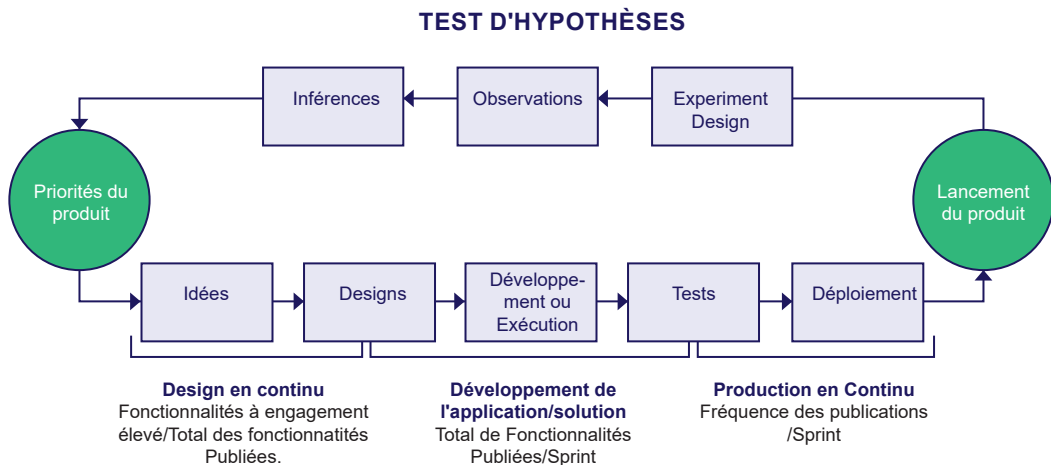 TEST D'HYPOTHÈSES
Inférences
Observations
Experiment
Design
Priorités du
produit
Lancement
du produit
Idées
Designs
Développe-
ment ou
Exécution
Tests
Déploiement
Design en continu
Fonctionnalités à engagement
élevé/Total des fonctionnatités
Publiées.
Développement de
l'application/solution
Total de Fonctionnalités
Publiées/Sprint
Production en Continu
Fréquence des publications
/Sprint